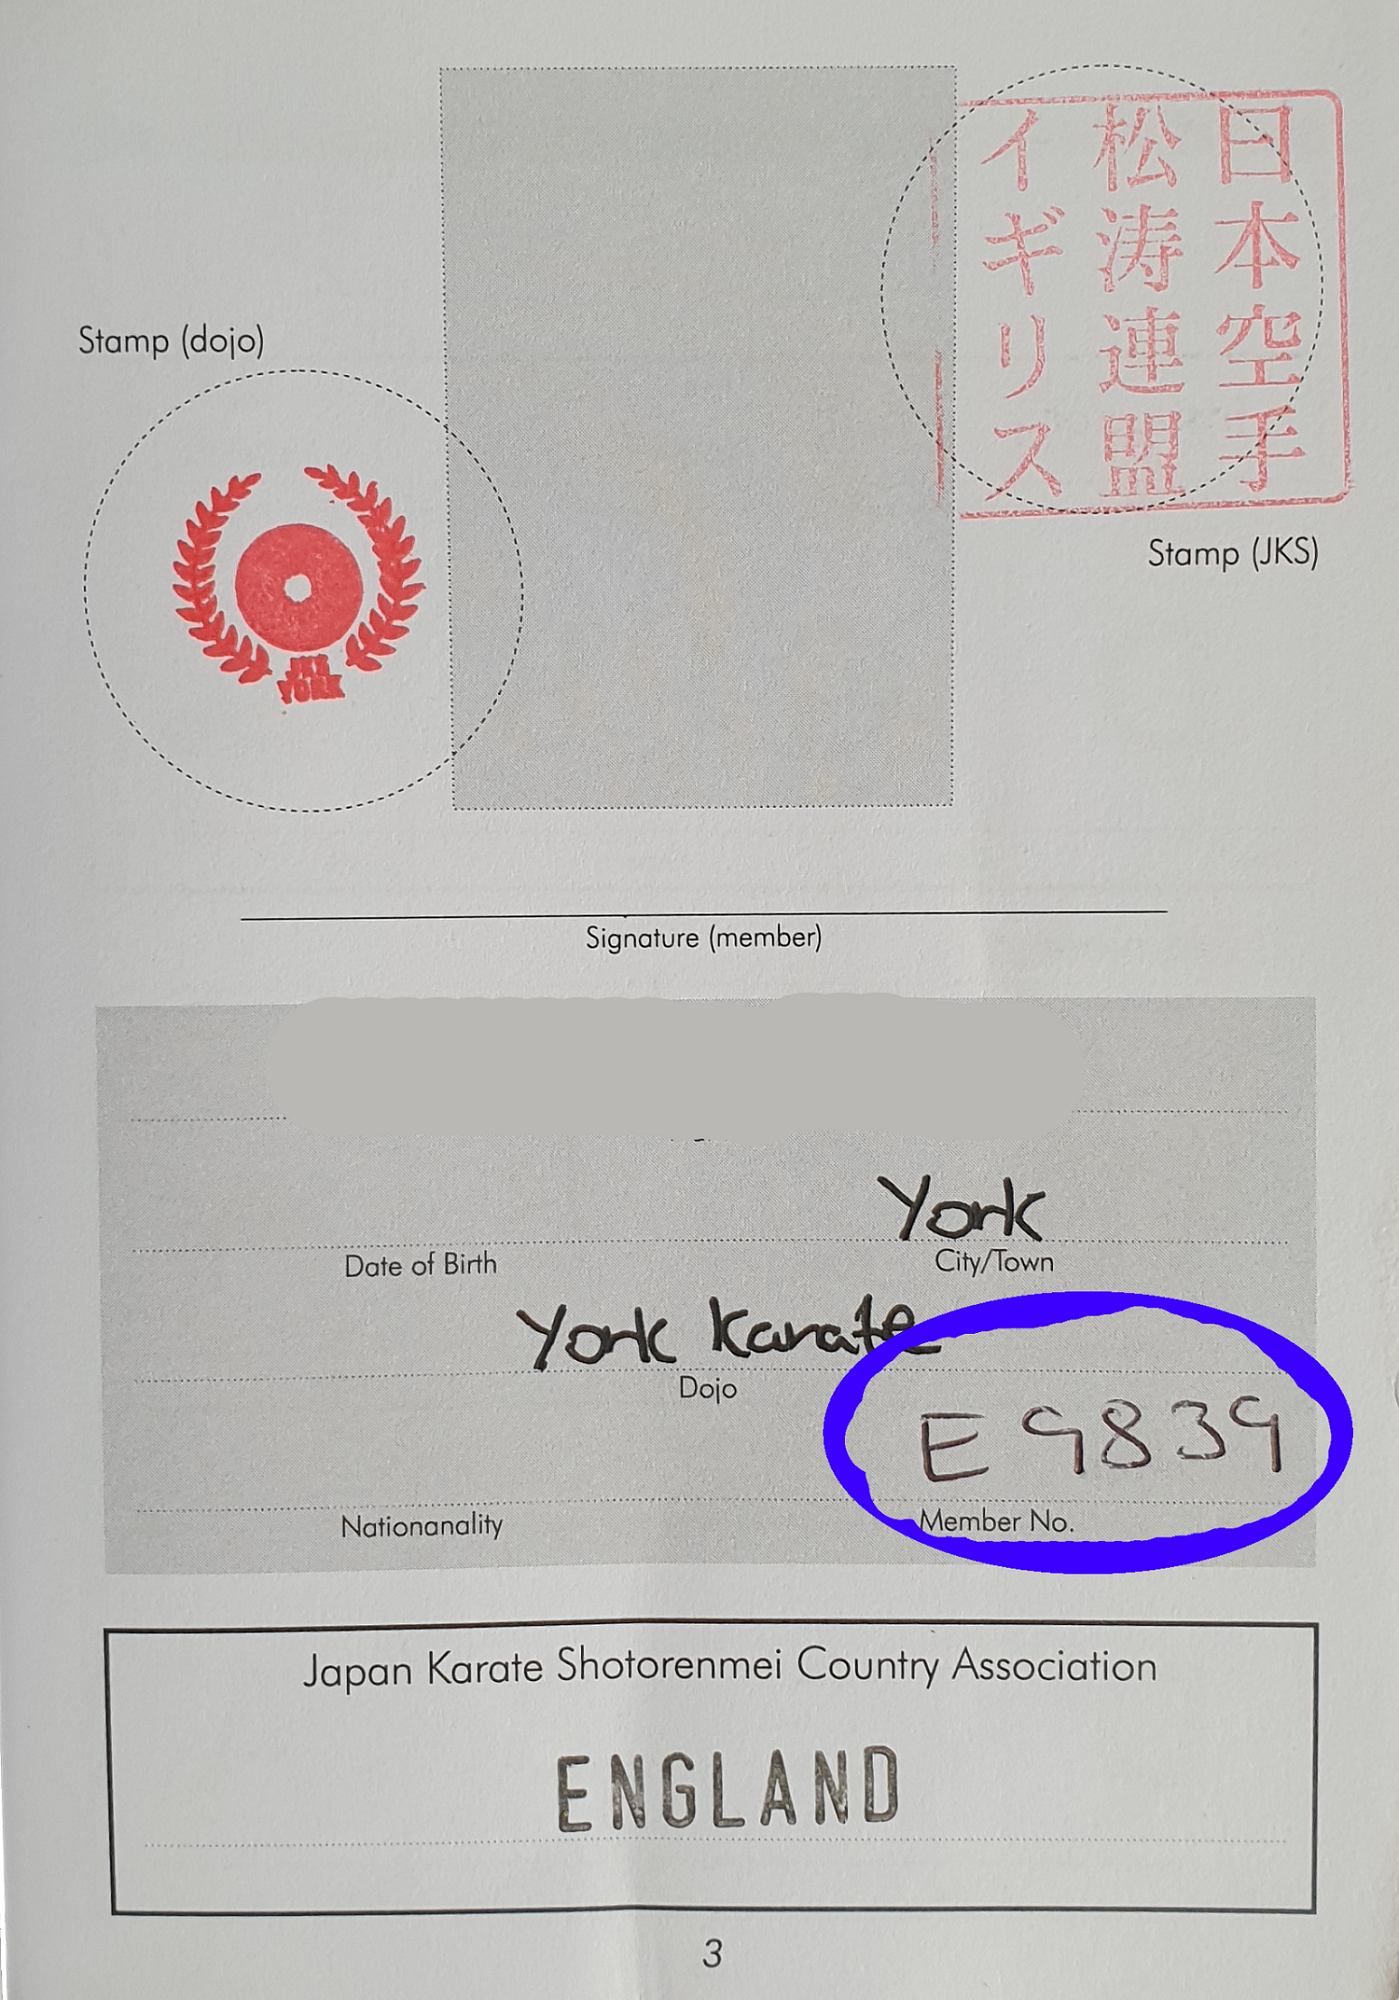 日本空手
松涛連盟
イギリス
Stamp (dojo)
JKS
YORK
Stamp (JKS)
Signature (member)
York
Date of Birth City/Town
York Karate
Dojo
E9839
Nationanality Member No.
Japan Karate Shotorenmei Country Association
ENGLAND
3